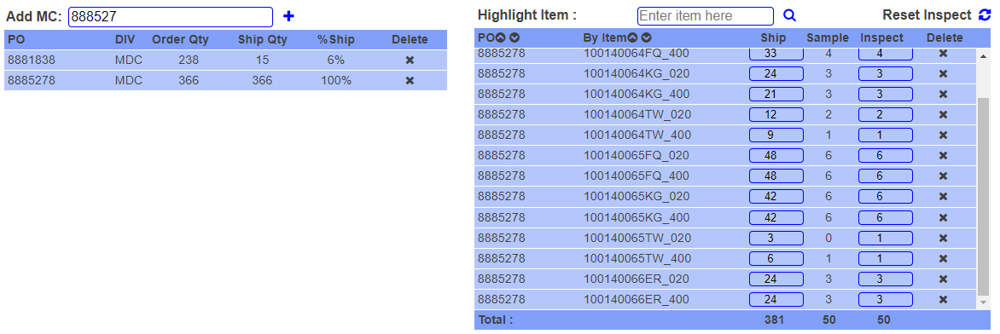 Add MC: 888527
PO DIV Order Qty Ship Qty %Ship Delete
8881838 MDC 238 15 6%
8885278 MDC 366 366 100%
Highlight Item : Enter item here Reset Inspect
PO By Item Ship Sample Inspect Delete
8885278 100140064FQ_400 33 4 4
8885278 100140064KG_020 24 3 3
8885278 100140064KG_400 21 3 3
8885278 100140064TW_020 12 2 2
8885278 100140064TW_400 9 1 1
8885278 100140065FQ_020 48 6 6
8885278 100140065FQ_400 48 6 6
8885278 100140065KG_020 42 6 6
8885278 100140065KG_400 42 6 6
8885278 100140065TW_020 3 0 1
8885278 100140065TW_400 6 1 1
8885278 100140066ER_020 24 3 3
8885278 100140066ER_400 24 3 3
Total : 381 50 50